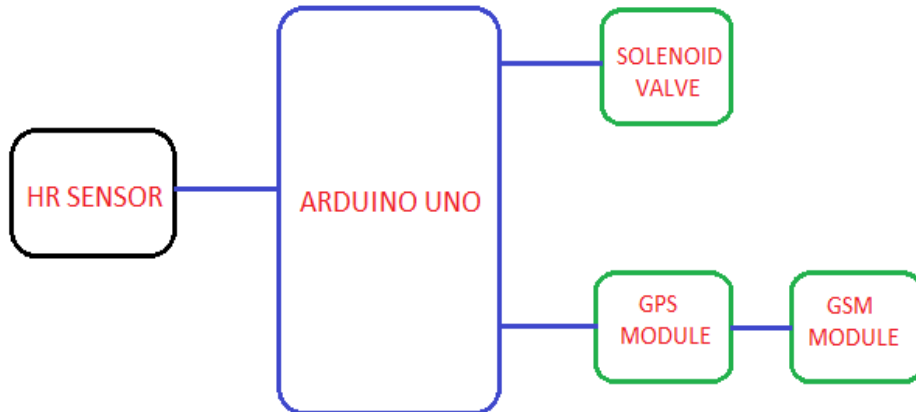 HR SENSOR
ARDUINO UNO
SOLENOID
VALVE
GPS
MODULE
GSM
MODULE